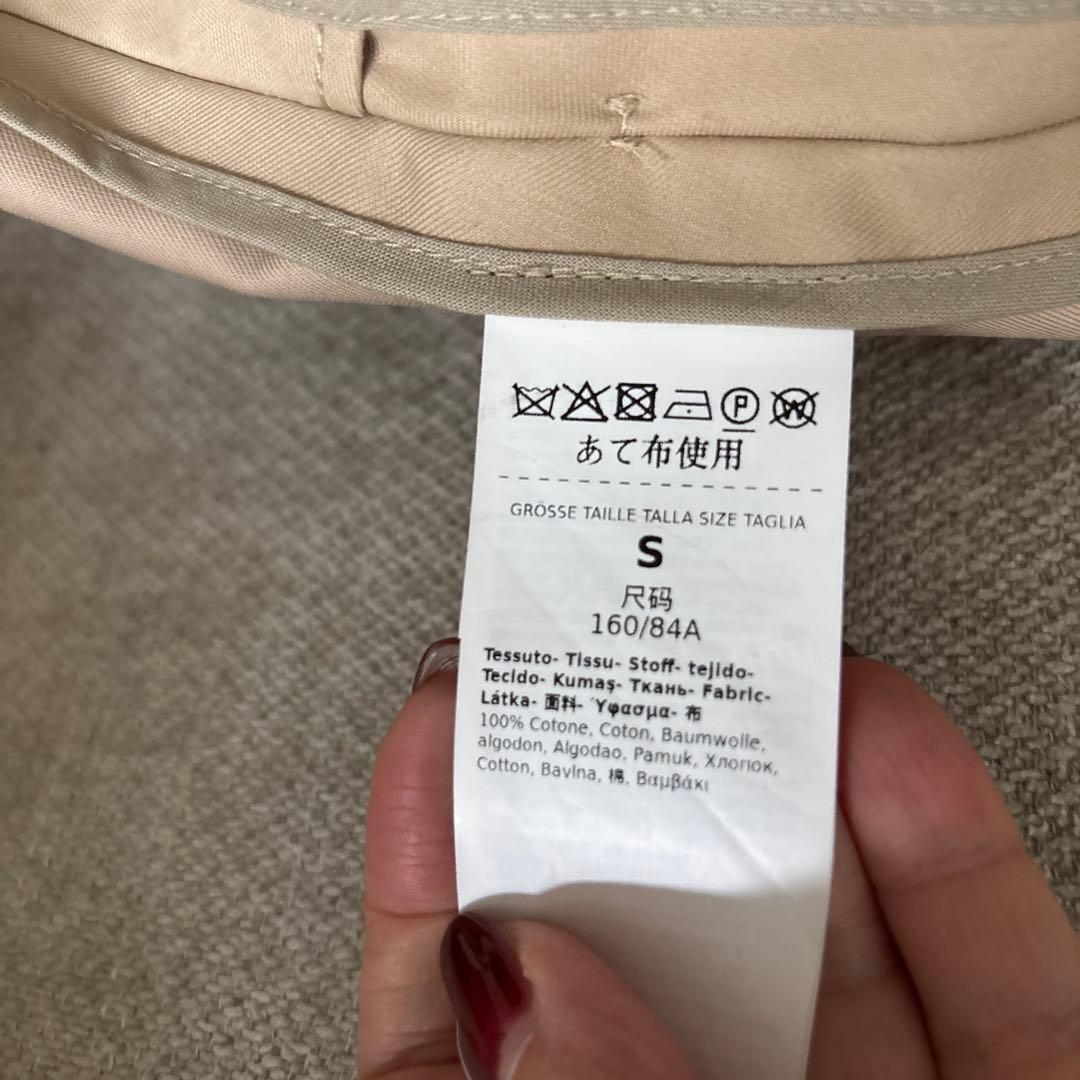 P W
あて布使用
GRÖSSE TAILLE TALLA SIZE TAGLIA
S
尺码
160/84A
Tessuto- Tissu- Stoff- tejido-
Tecido- Kumaş- Ткань- Fabric-
Látka- 面料- Ύφασμα- 布
100% Cotone, Coton, Baumwolle,
algodon, Algodao, Pamuk, Хлопок,
Cotton, Bavlna, 棉, Βαμβάκι